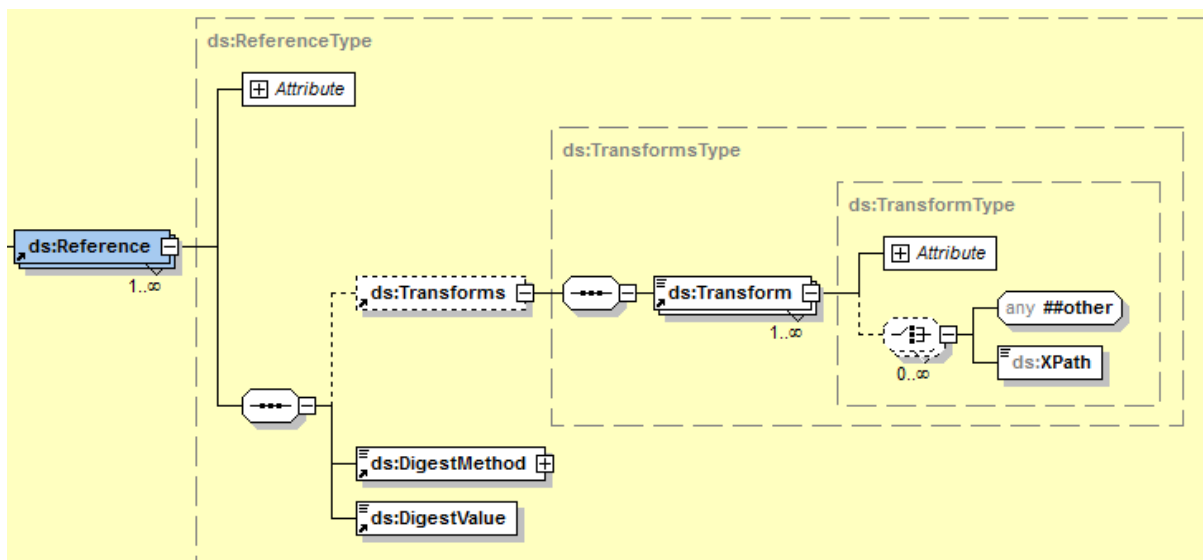 ds:ReferenceType
Attribute
ds:TransformsType
ds:TransformType
ds:Reference
1..∞
Attribute
ds:Transforms
ds:Transform
1..∞
any ##other
0..∞
ds:XPath
ds:DigestMethod
ds:DigestValue